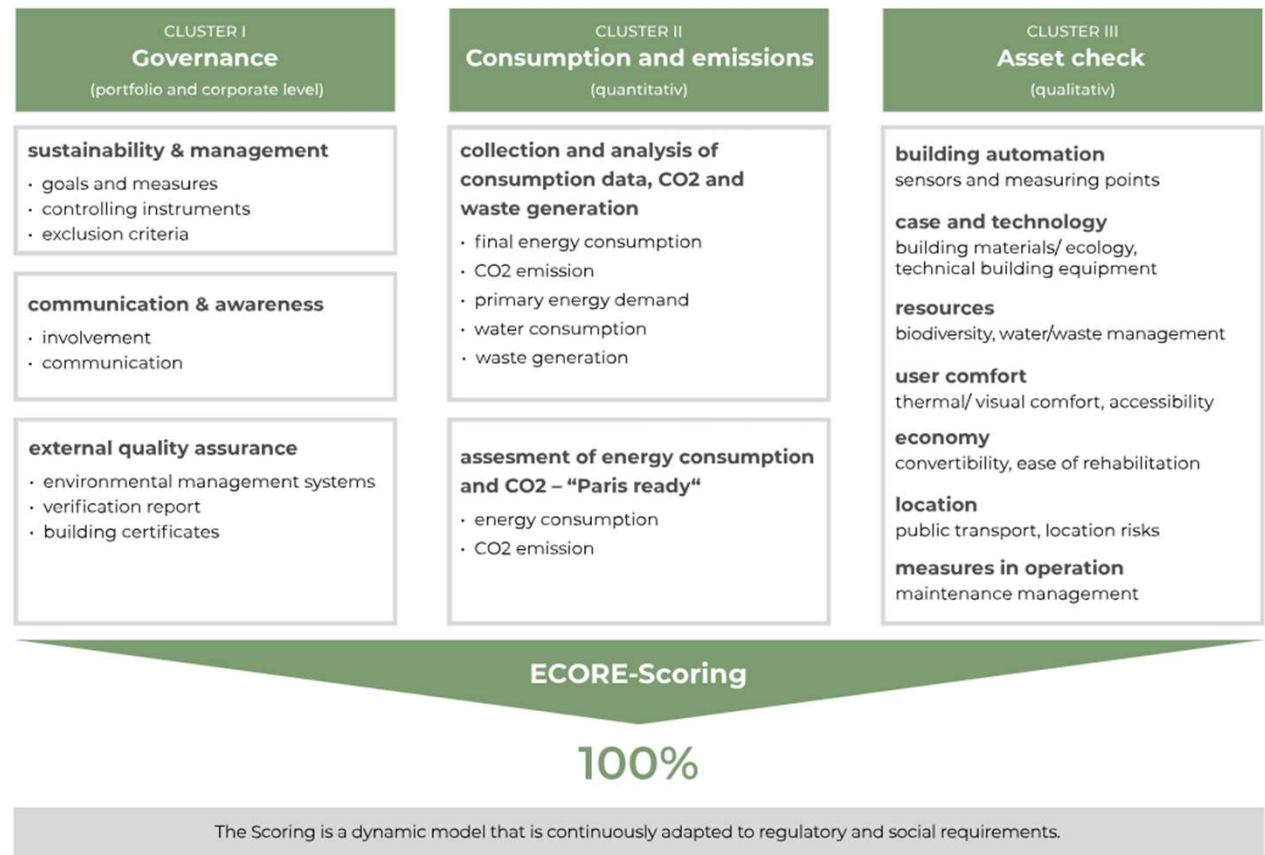 CLUSTER I
Governance
(portfolio and corporate level)
sustainability & management
· goals and measures
· controlling instruments
· exclusion criteria
communication & awareness
· involvement
· communication
external quality assurance
· environmental management systems
· verification report
· building certificates
CLUSTER II
Consumption and emissions
(quantitativ)
collection and analysis of
consumption data, CO2 and
waste generation
· final energy consumption
· CO2 emission
· primary energy demand
· water consumption
· waste generation
assesment of energy consumption
and CO2 – “Paris ready“
· energy consumption
· CO2 emission
CLUSTER III
Asset check
(qualitativ)
building automation
sensors and measuring points
case and technology
building materials/ ecology,
technical building equipment
resources
biodiversity, water/waste management
user comfort
thermal/ visual comfort, accessibility
economy
convertibility, ease of rehabilitation
location
public transport, location risks
measures in operation
maintenance management
ECORE-Scoring
100%
The Scoring is a dynamic model that is continuously adapted to regulatory and social requirements.